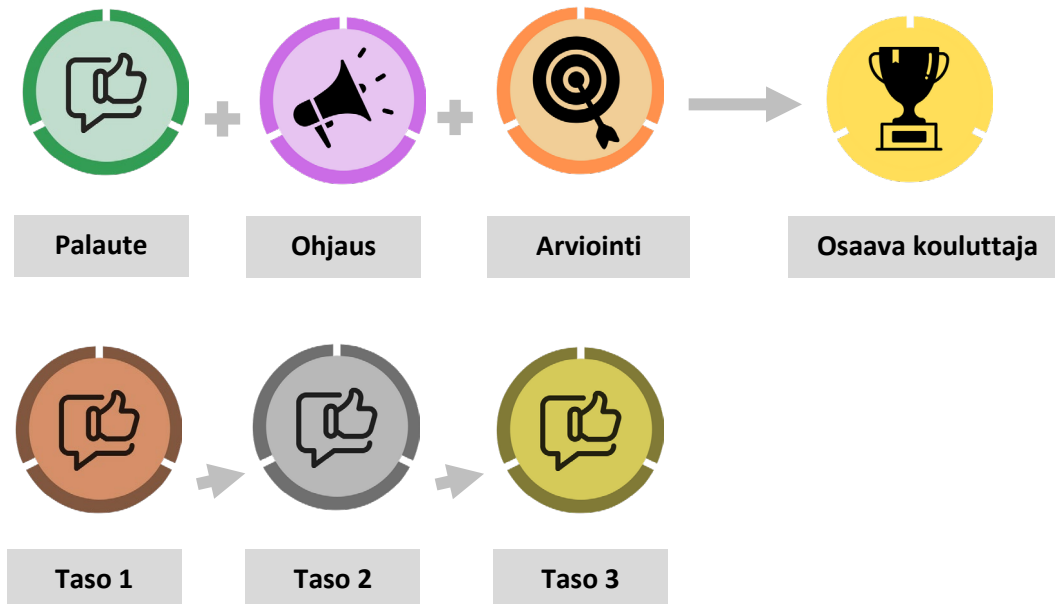 Palaute
Ohjaus
Arviointi
Osaava kouluttaja
Taso 1
Taso 2
Taso 3